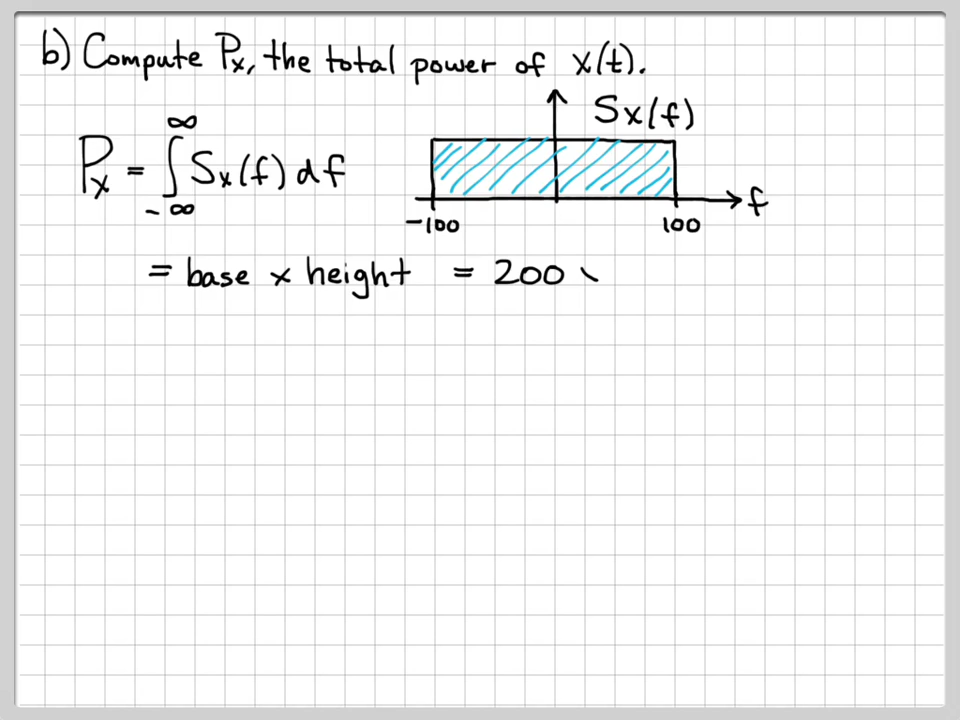 b) Compute Px, the total power of x(t).
Px = ∫_{-∞}^{∞} Sx(f) df
Sx(f)
f
-100
100
= base x height = 200